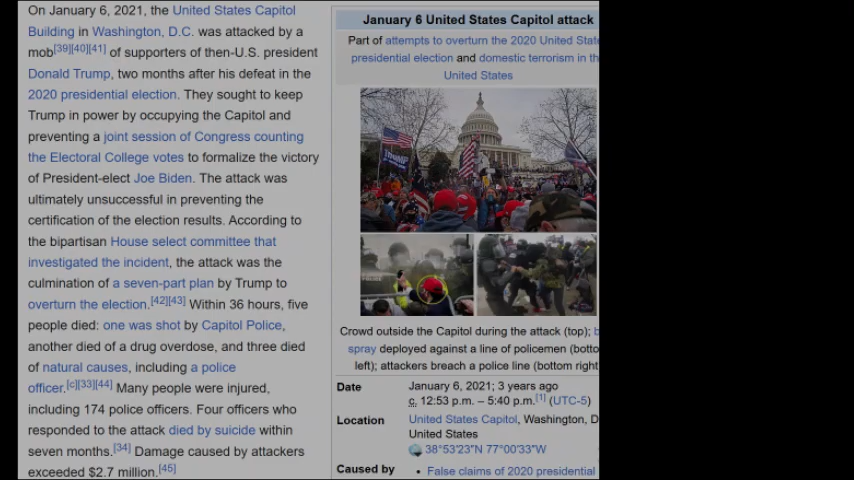 On January 6, 2021, the United States Capitol
Building in Washington, D.C. was attacked by a
mob[39][40][41] of supporters of then-U.S. president
Donald Trump, two months after his defeat in the
2020 presidential election. They sought to keep
Trump in power by occupying the Capitol and
preventing a joint session of Congress counting
the Electoral College votes to formalize the victory
of President-elect Joe Biden. The attack was
ultimately unsuccessful in preventing the
certification of the election results. According to
the bipartisan House select committee that
investigated the incident, the attack was the
culmination of a seven-part plan by Trump to
overturn the election.[42][43] Within 36 hours, five
people died: one was shot by Capitol Police,
another died of a drug overdose, and three died
of natural causes, including a police
officer.[c][33][44] Many people were injured,
including 174 police officers. Four officers who
responded to the attack died by suicide within
seven months.[34] Damage caused by attackers
exceeded $2.7 million.[45]
January 6 United States Capitol attack
Part of attempts to overturn the 2020 United State
presidential election and domestic terrorism in th
United States
TRUMP
Crowd outside the Capitol during the attack (top); b
spray deployed against a line of policemen (botto
left); attackers breach a police line (bottom right
Date January 6, 2021; 3 years ago
c. 12:53 p.m. – 5:40 p.m.[1] (UTC-5)
Location United States Capitol, Washington, D
United States
38°53′23″N 77°00′33″W
Caused by • False claims of 2020 presidential